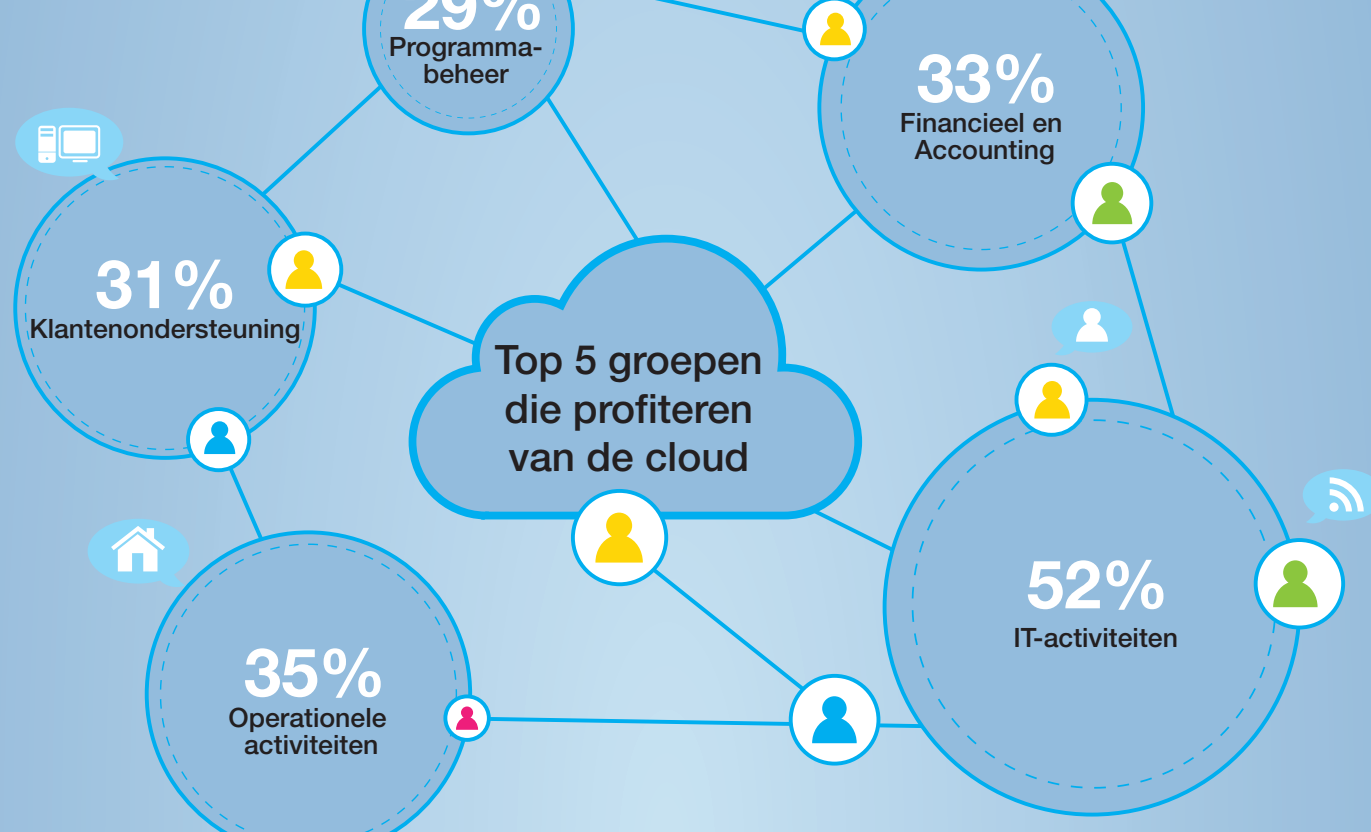 29%
Programma-
beheer
33%
Financieel en
Accounting
31%
Klantenondersteuning
Top 5 groepen
die profiteren
van de cloud
52%
IT-activiteiten
35%
Operationele
activiteiten